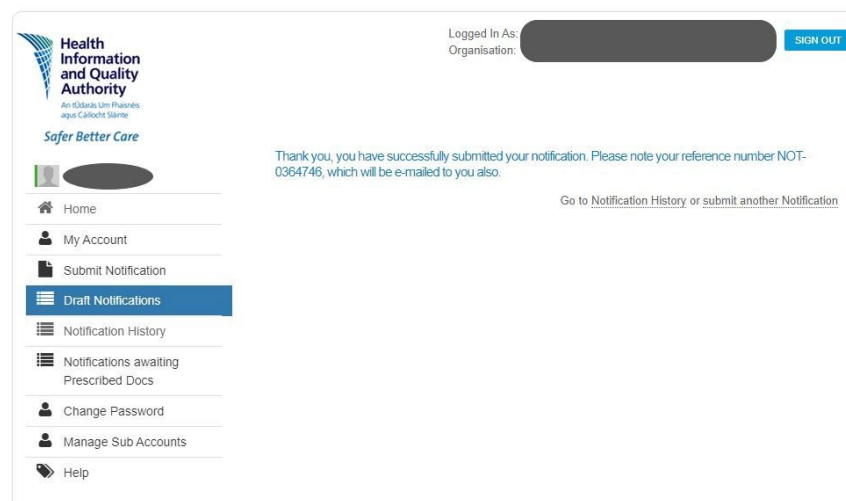 Health
Information
and Quality
Authority
An tÚdarás Um Fhaisnéis
agus Cáilíocht Sláinte
Safer Better Care
Logged In As:
Organisation:
SIGN OUT
Thank you, you have successfully submitted your notification. Please note your reference number NOT-
0364746, which will be e-mailed to you also.
Go to Notification History or submit another Notification
Home
My Account
Submit Notification
Draft Notifications
Notification History
Notifications awaiting
Prescribed Docs
Change Password
Manage Sub Accounts
Help